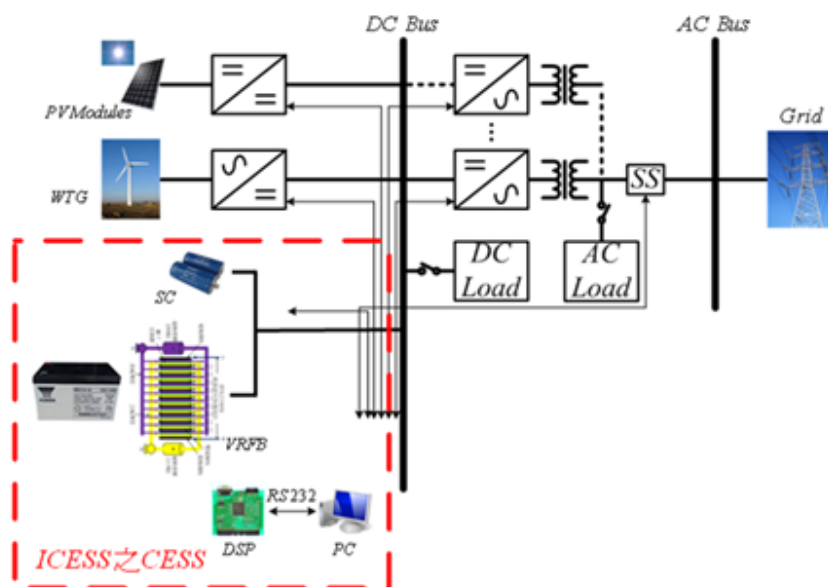 DC Bus
AC Bus
PVModules
Grid
WTG
SS
DC
Load
AC
Load
SC
VRFB
RS232
DSP
PC
ICESS之CESS